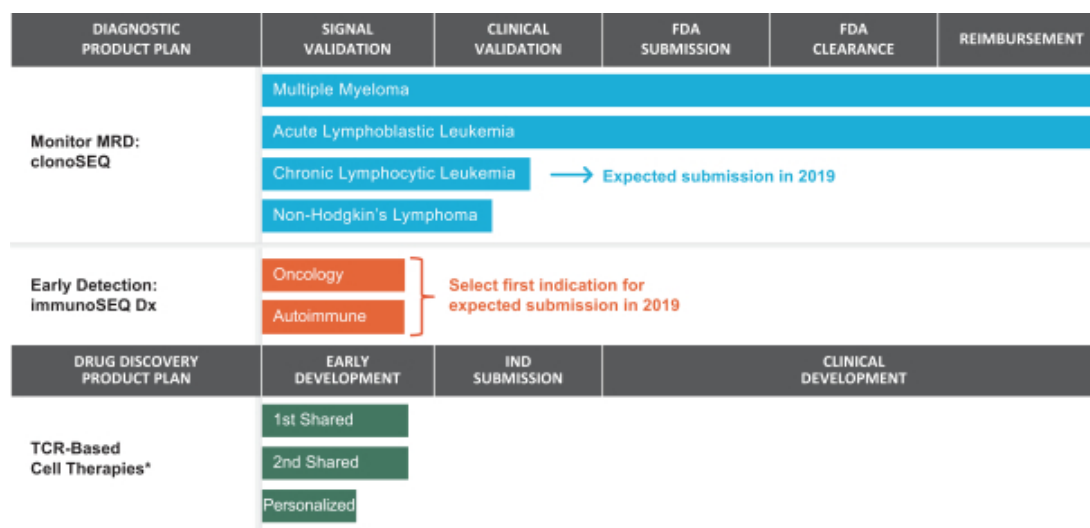 DIAGNOSTIC
PRODUCT PLAN
SIGNAL
VALIDATION
CLINICAL
VALIDATION
FDA
SUBMISSION
FDA
CLEARANCE
REIMBURSEMENT
Monitor MRD:
clonoSEQ
Multiple Myeloma
Acute Lymphoblastic Leukemia
Chronic Lymphocytic Leukemia
Expected submission in 2019
Non-Hodgkin's Lymphoma
Early Detection:
immunoSEQ Dx
Oncology
Autoimmune
Select first indication for
expected submission in 2019
DRUG DISCOVERY
PRODUCT PLAN
EARLY
DEVELOPMENT
IND
SUBMISSION
CLINICAL
DEVELOPMENT
TCR-Based
Cell Therapies*
1st Shared
2nd Shared
Personalized